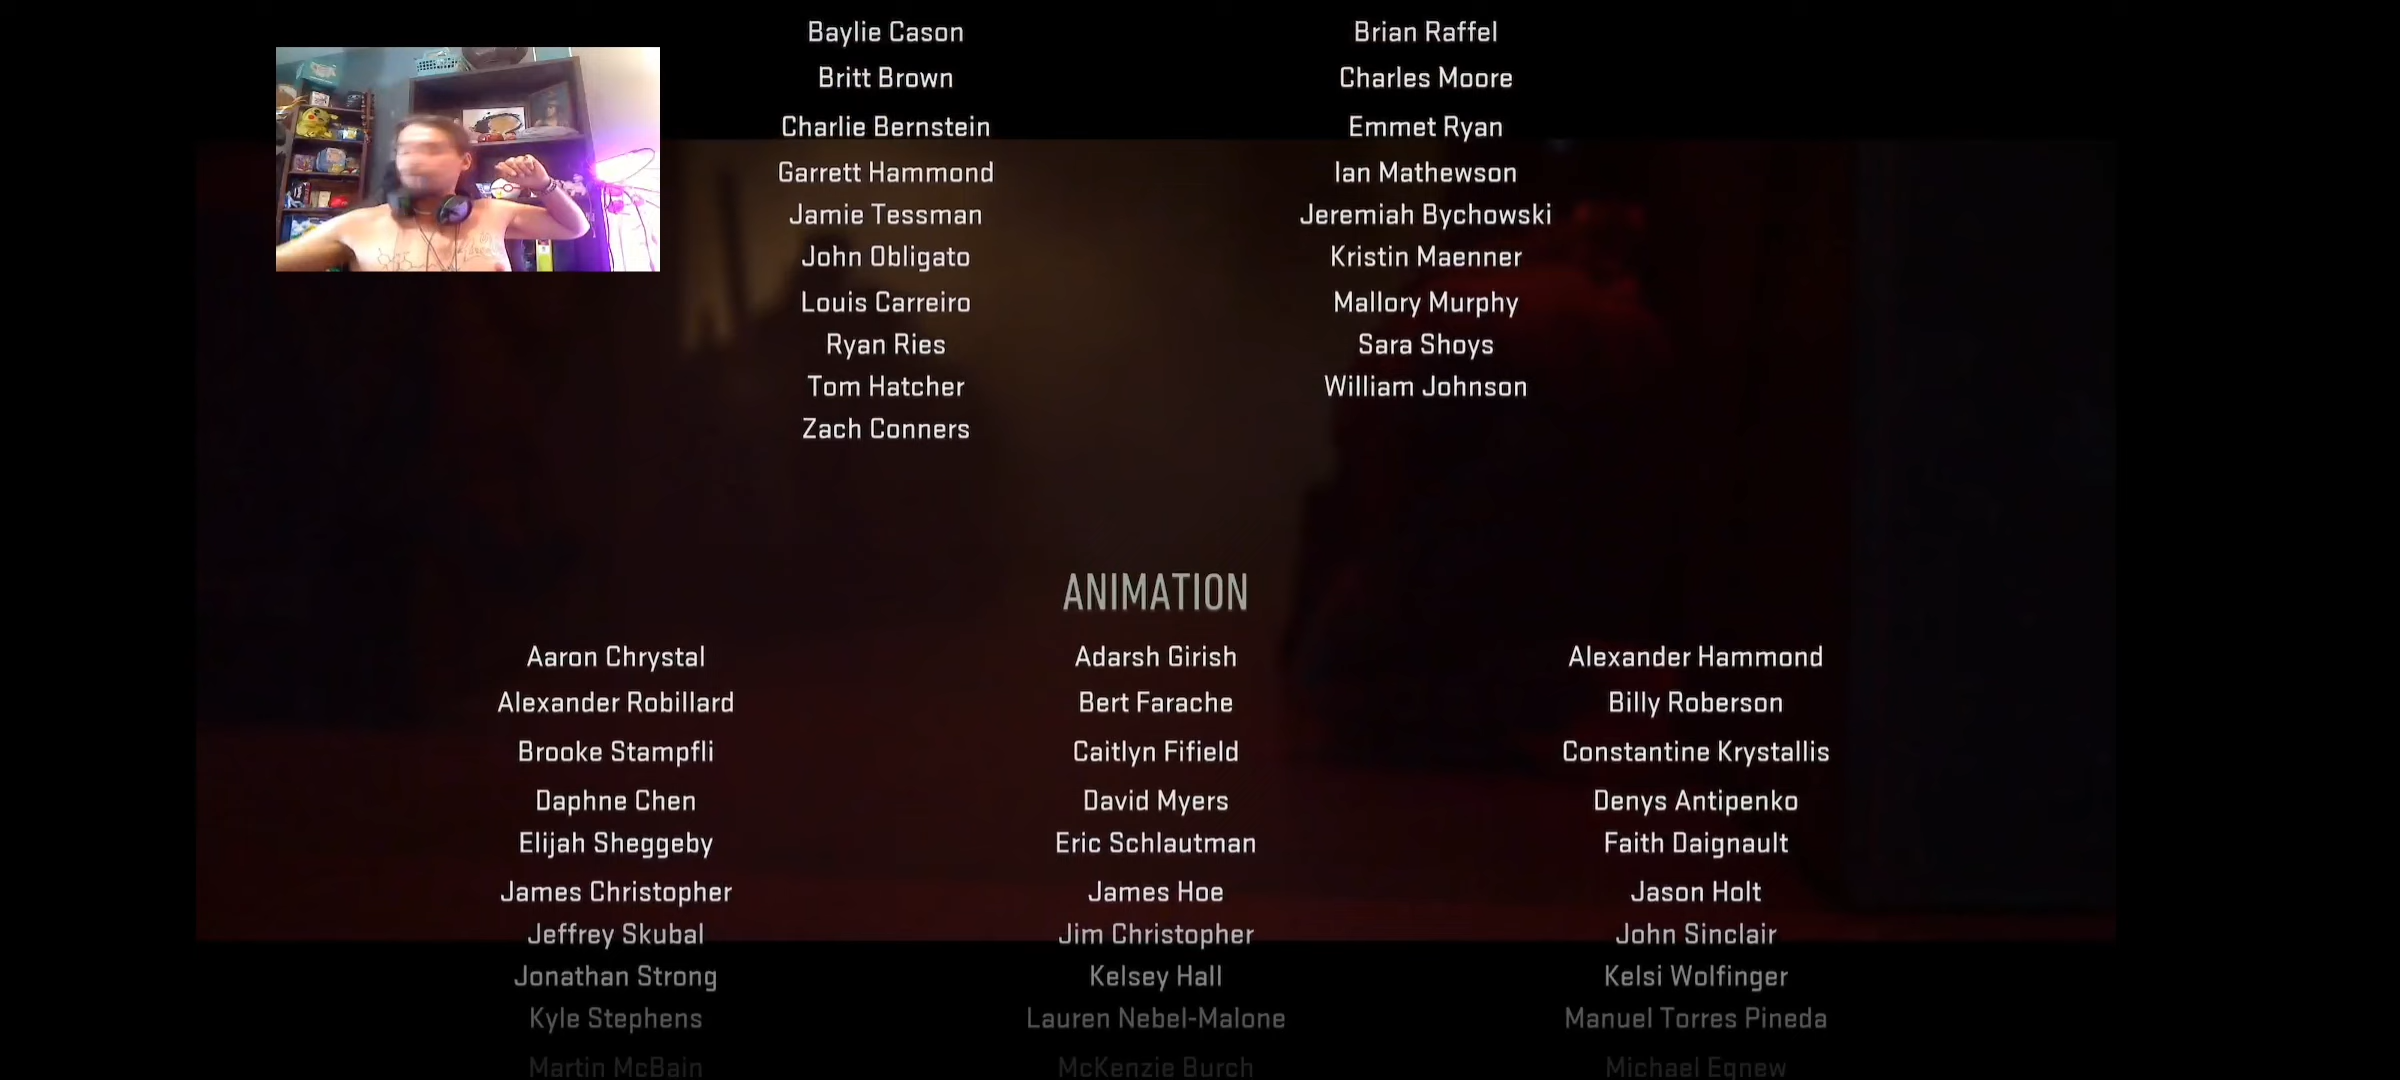 Baylie Cason Brian Raffel
Britt Brown Charles Moore
Charlie Bernstein Emmet Ryan
Garrett Hammond Ian Mathewson
Jamie Tessman Jeremiah Bychowski
John Obligato Kristin Maenner
Louis Carreiro Mallory Murphy
Ryan Ries Sara Shoys
Tom Hatcher William Johnson
Zach Conners
ANIMATION
Aaron Chrystal Adarsh Girish Alexander Hammond
Alexander Robillard Bert Farache Billy Roberson
Brooke Stampfli Caitlyn Fifield Constantine Krystallis
Daphne Chen David Myers Denys Antipenko
Elijah Sheggeby Eric Schlautman Faith Daignault
James Christopher James Hoe Jason Holt
Jeffrey Skubal Jim Christopher John Sinclair
Jonathan Strong Kelsey Hall Kelsi Wolfinger
Kyle Stephens Lauren Nebel-Malone Manuel Torres Pineda
Martin McBain McKenzie Burch Michael Egnew